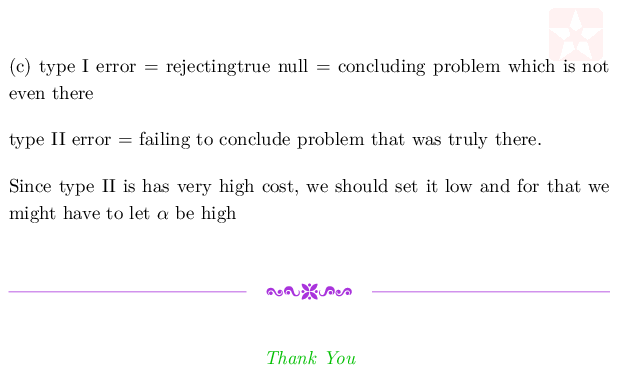 (c) type I error = rejectingtrue null = concluding problem which is not
even there
type II error = failing to conclude problem that was truly there.
Since type II is has very high cost, we should set it low and for that we
might have to let α be high
Thank You